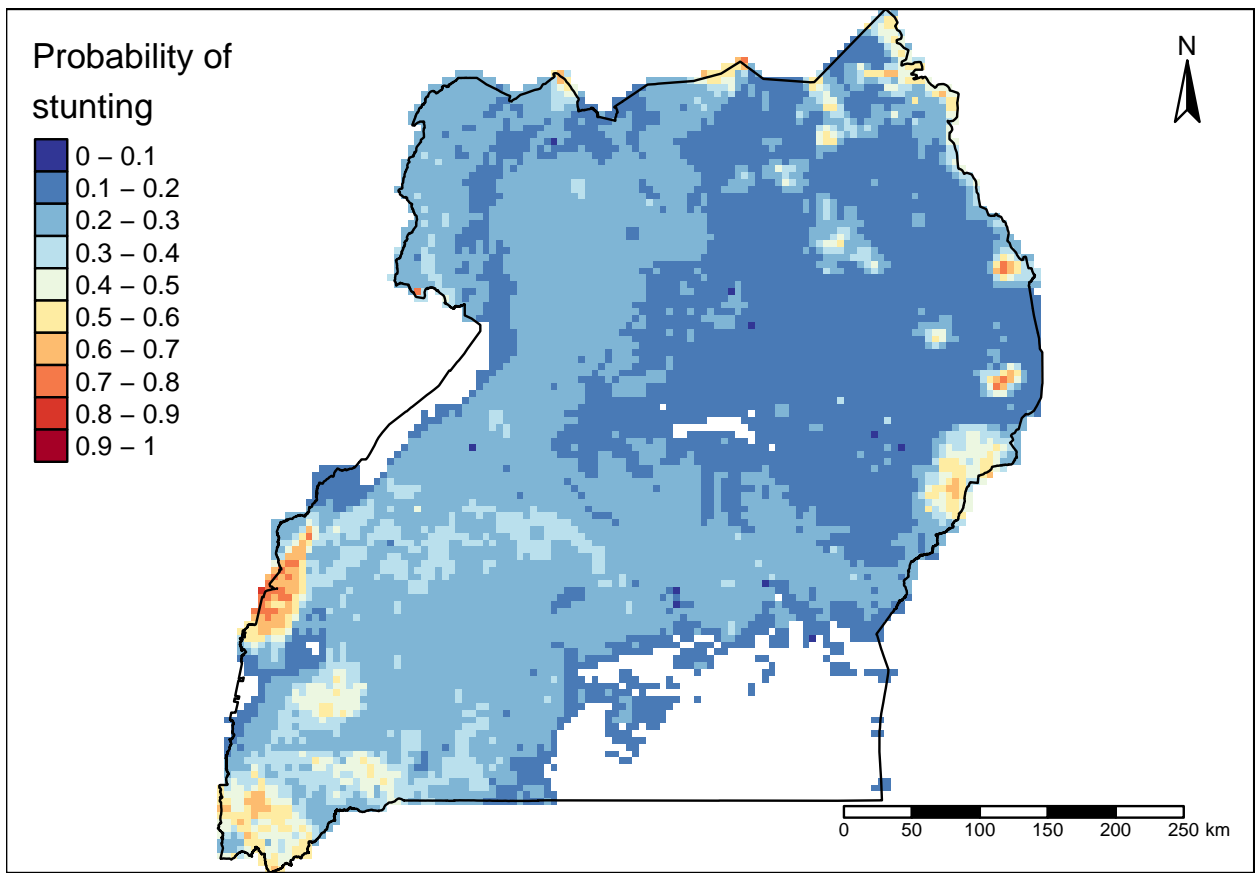 Probability of
stunting
0 – 0.1
0.1 – 0.2
0.2 – 0.3
0.3 – 0.4
0.4 – 0.5
0.5 – 0.6
0.6 – 0.7
0.7 – 0.8
0.8 – 0.9
0.9 – 1
N
0 50 100 150 200 250 km